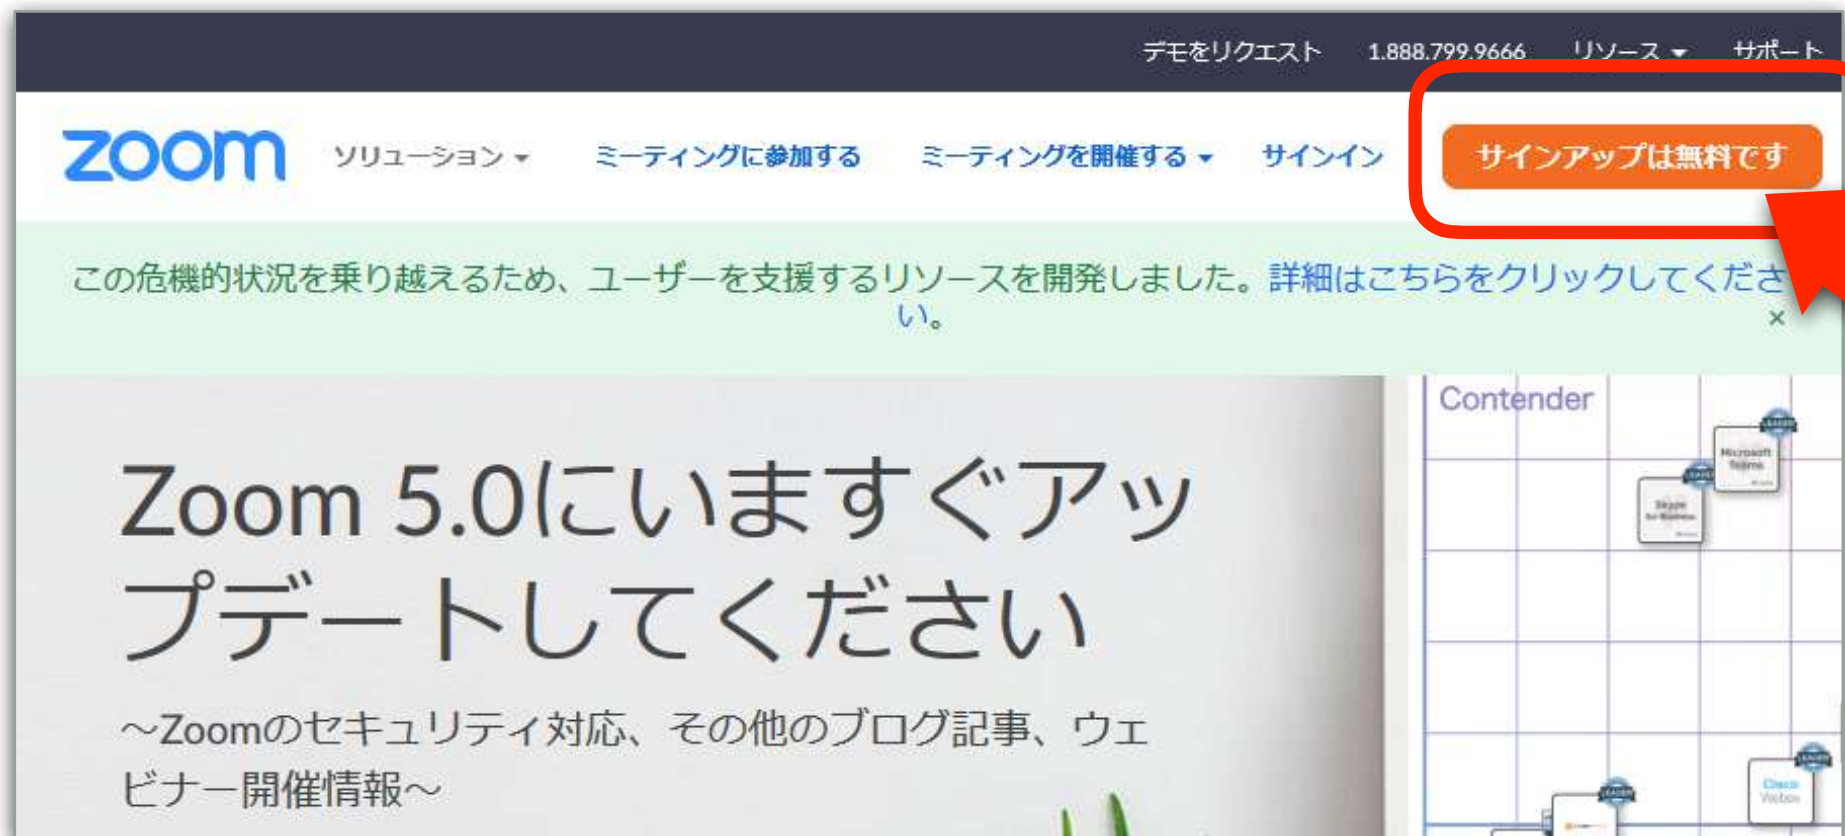 デモをリクエスト 1.888.799.9666 リソース サポート
zoom ソリューション ミーティングに参加する ミーティングを開催する サインイン サインアップは無料です
この危機的状況を乗り越えるため、ユーザーを支援するリソースを開発しました。詳細はこちらをクリックしてくださ
い。
×
Contender
Microsoft
Teams
Skype
for Business
Zoom 5.0にいますぐアッ
プデートしてください
〜Zoomのセキュリティ対応、その他のブログ記事、ウェ
ビナー開催情報〜
LEADER
Cisco
Webex